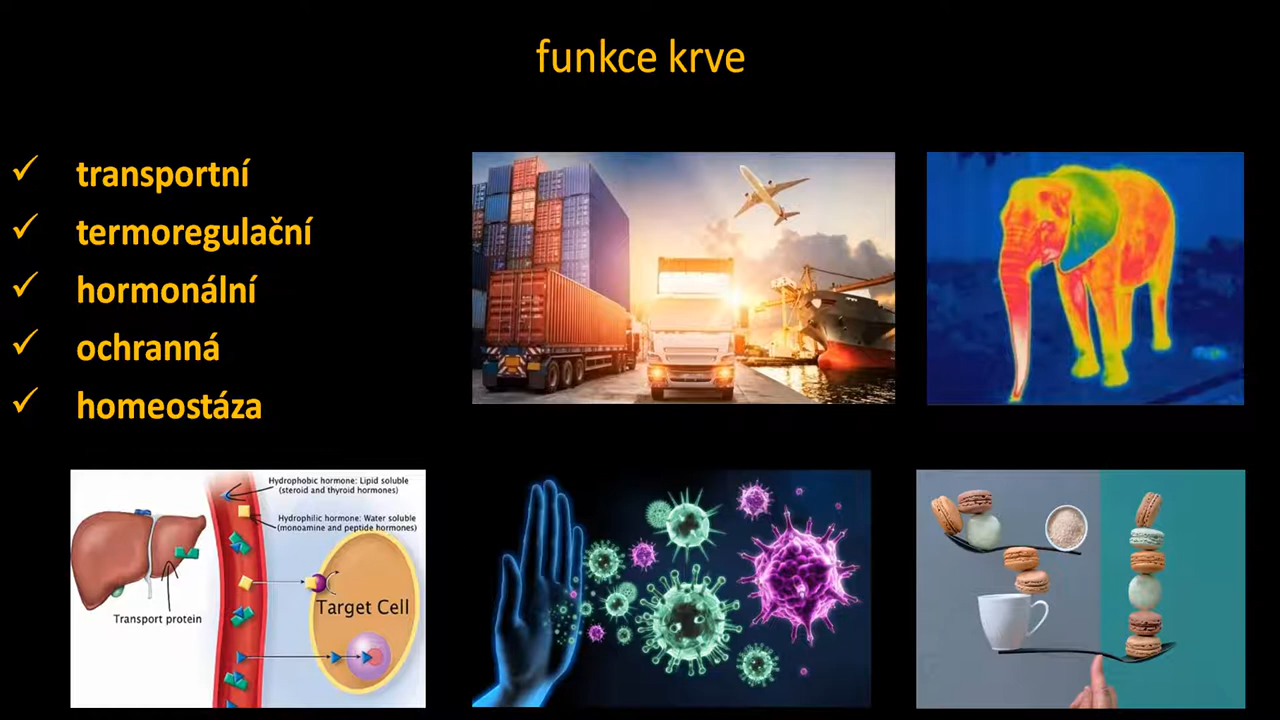 funkce krve
✓ transportní
✓ termoregulační
✓ hormonální
✓ ochranná
✓ homeostáza
Hydrophobic hormone: Lipid soluble
(steroid and thyroid hormones)
Hydrophilic hormone: Water soluble
(monoamine and peptide hormones)
Target Cell
Transport protein